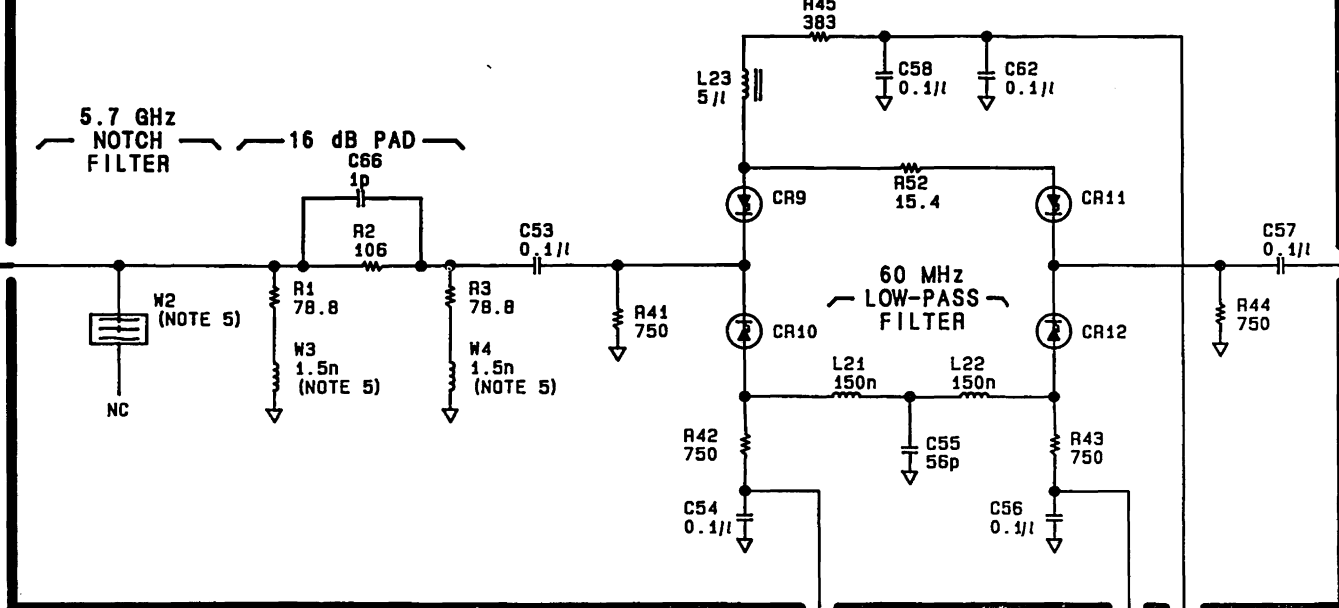 R45
383
C58
0.1µ
C62
0.1µ
L23
5µ
5.7 GHz
NOTCH
FILTER
16 dB PAD
C66
1p
R2
106
R52
15.4
CR9
CR11
C53
0.1µ
C57
0.1µ
W2
(NOTE 5)
NC
R1
78.8
R3
78.8
W3
1.5n
(NOTE 5)
W4
1.5n
(NOTE 5)
R41
750
60 MHz
LOW-PASS
FILTER
CR10
CR12
R44
750
L21
150n
L22
150n
R42
750
C55
56p
R43
750
C54
0.1µ
C56
0.1µ